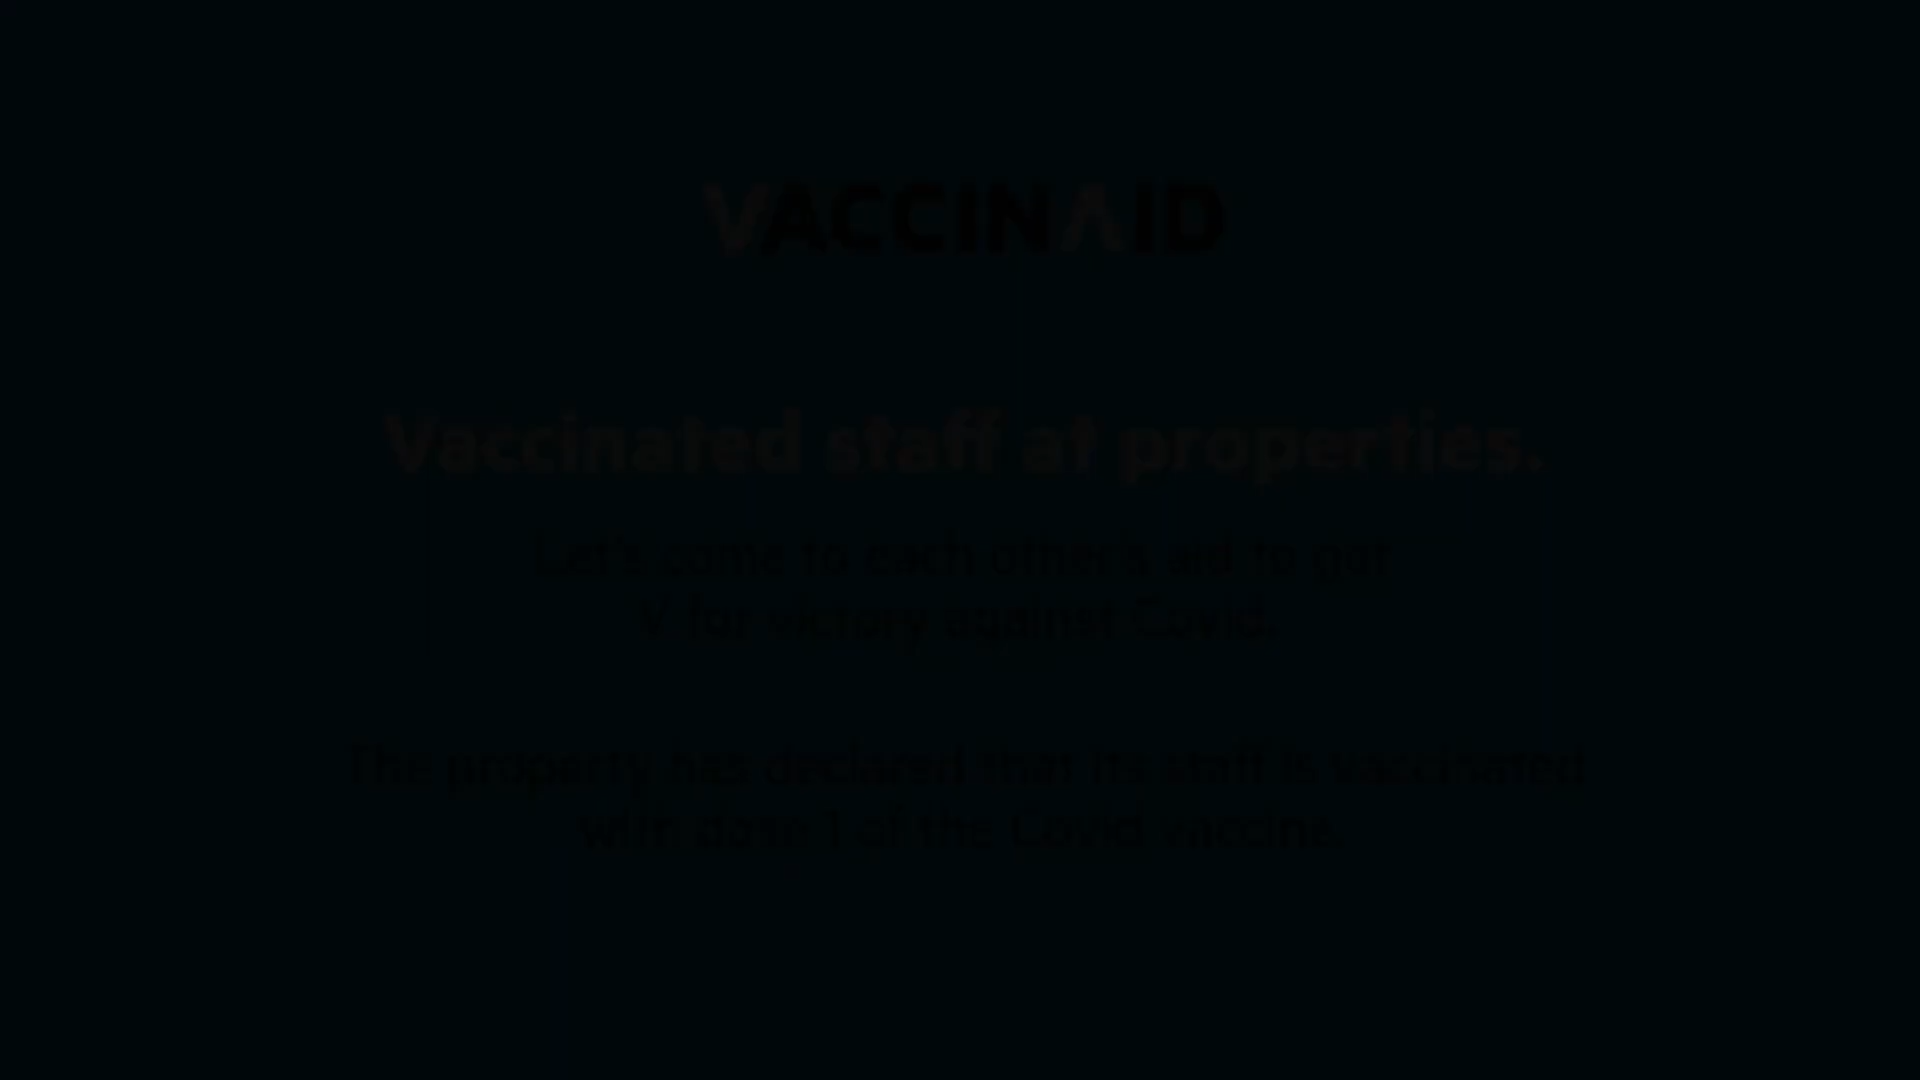 VACCINAID
Vaccinated staff at properties.
Let's come to each other's aid to get
V for victory against Covid.
The property has declared that its staff is vaccinated
with dose 1 of the Covid vaccine.